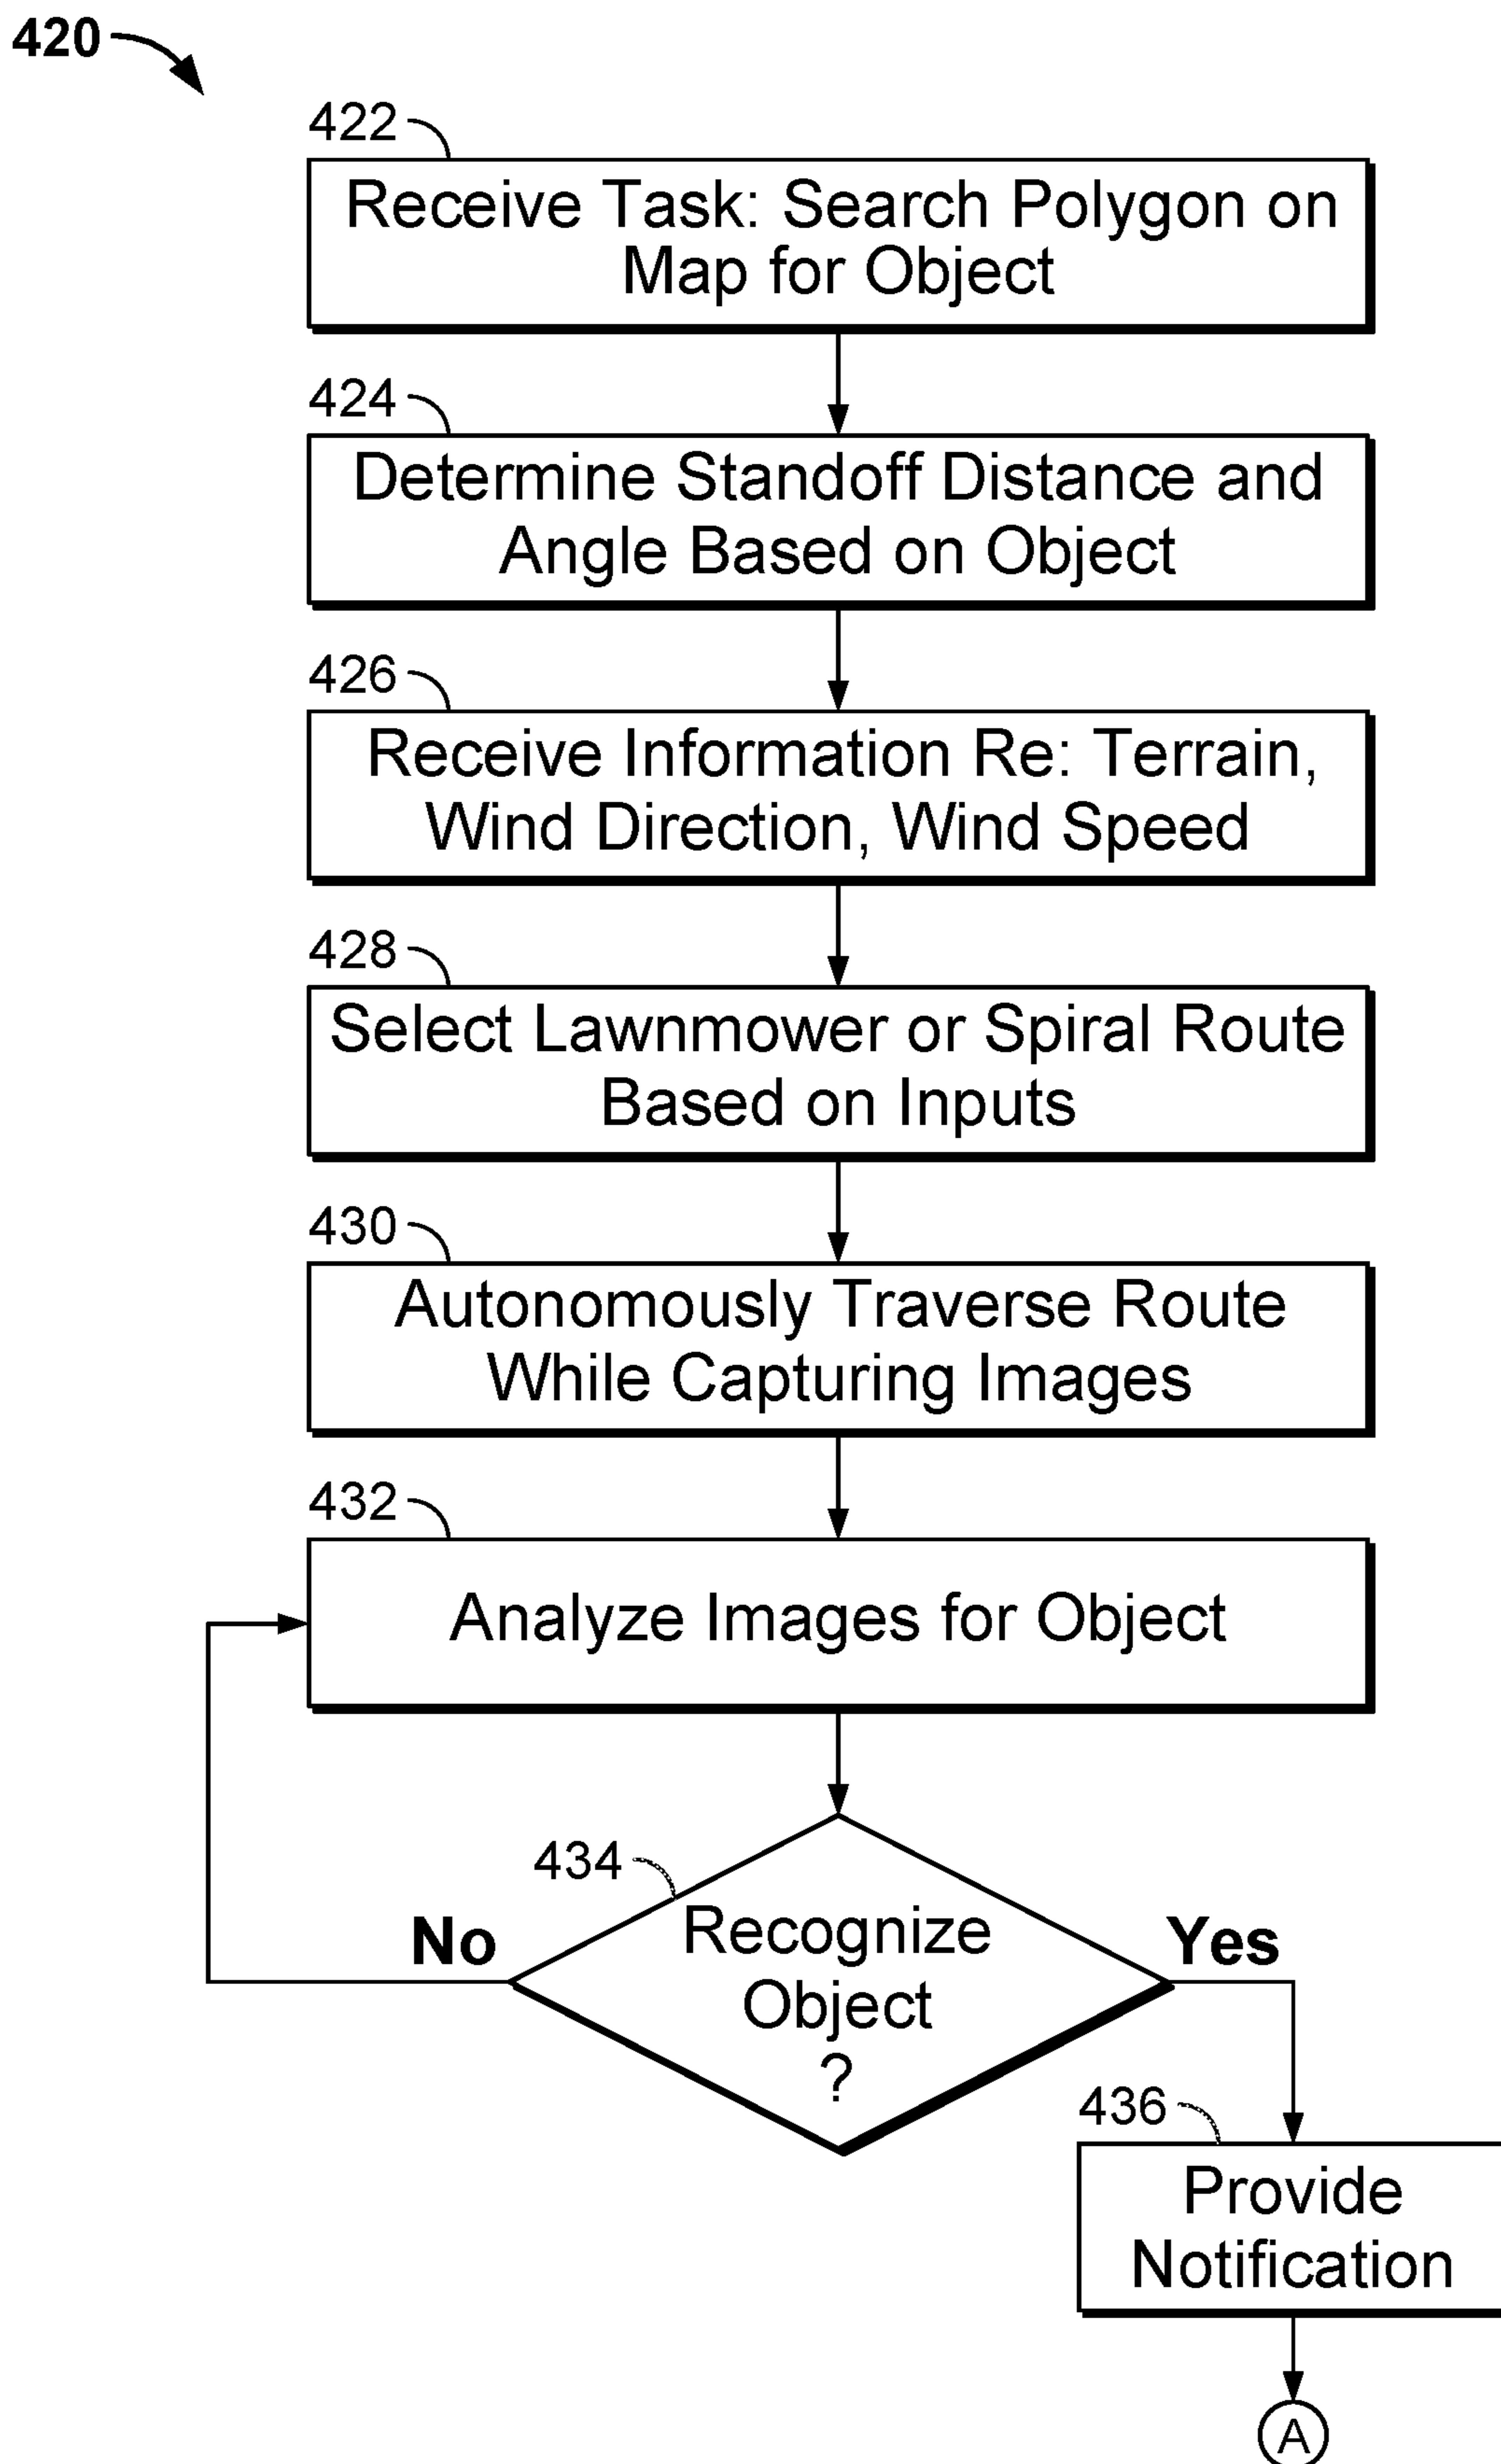 420
422
Receive Task: Search Polygon on
Map for Object
424
Determine Standoff Distance and
Angle Based on Object
426
Receive Information Re: Terrain,
Wind Direction, Wind Speed
428
Select Lawnmower or Spiral Route
Based on Inputs
430
Autonomously Traverse Route
While Capturing Images
432
Analyze Images for Object
434
Recognize
Object
?
No
Yes
436
Provide
Notification
A